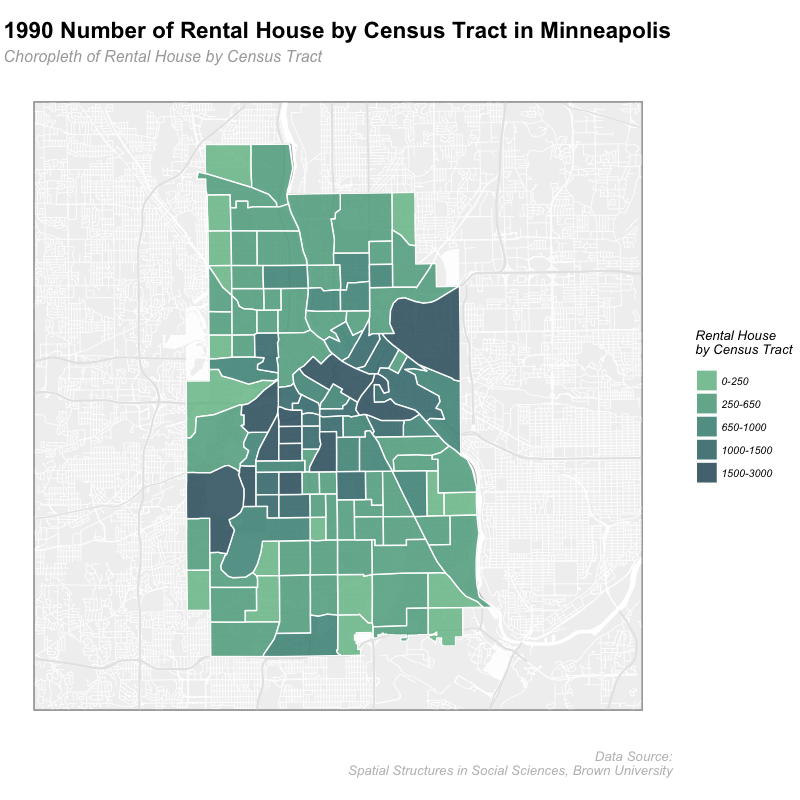 1990 Number of Rental House by Census Tract in Minneapolis
Choropleth of Rental House by Census Tract
Rental House
by Census Tract
0-250
250-650
650-1000
1000-1500
1500-3000
Data Source:
Spatial Structures in Social Sciences, Brown University